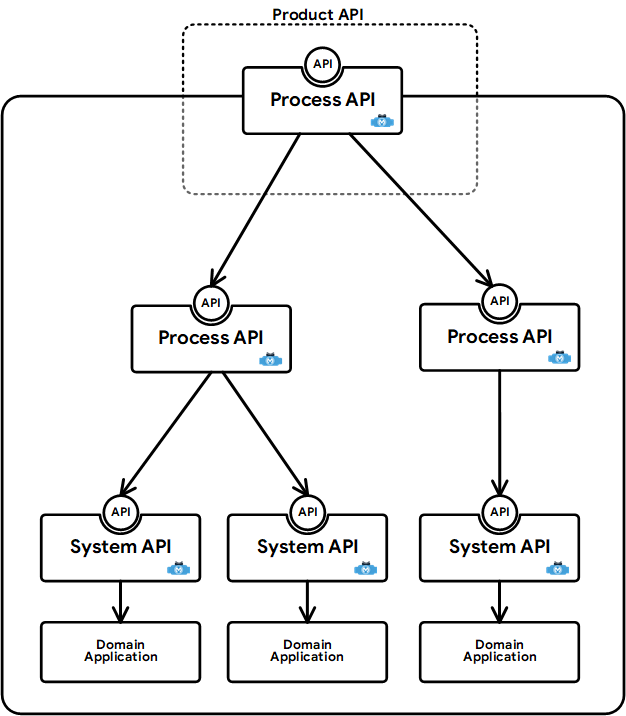 Product API
API
Process API
API
Process API
API
Process API
API
System API
API
System API
API
System API
Domain
Application
Domain
Application
Domain
Application